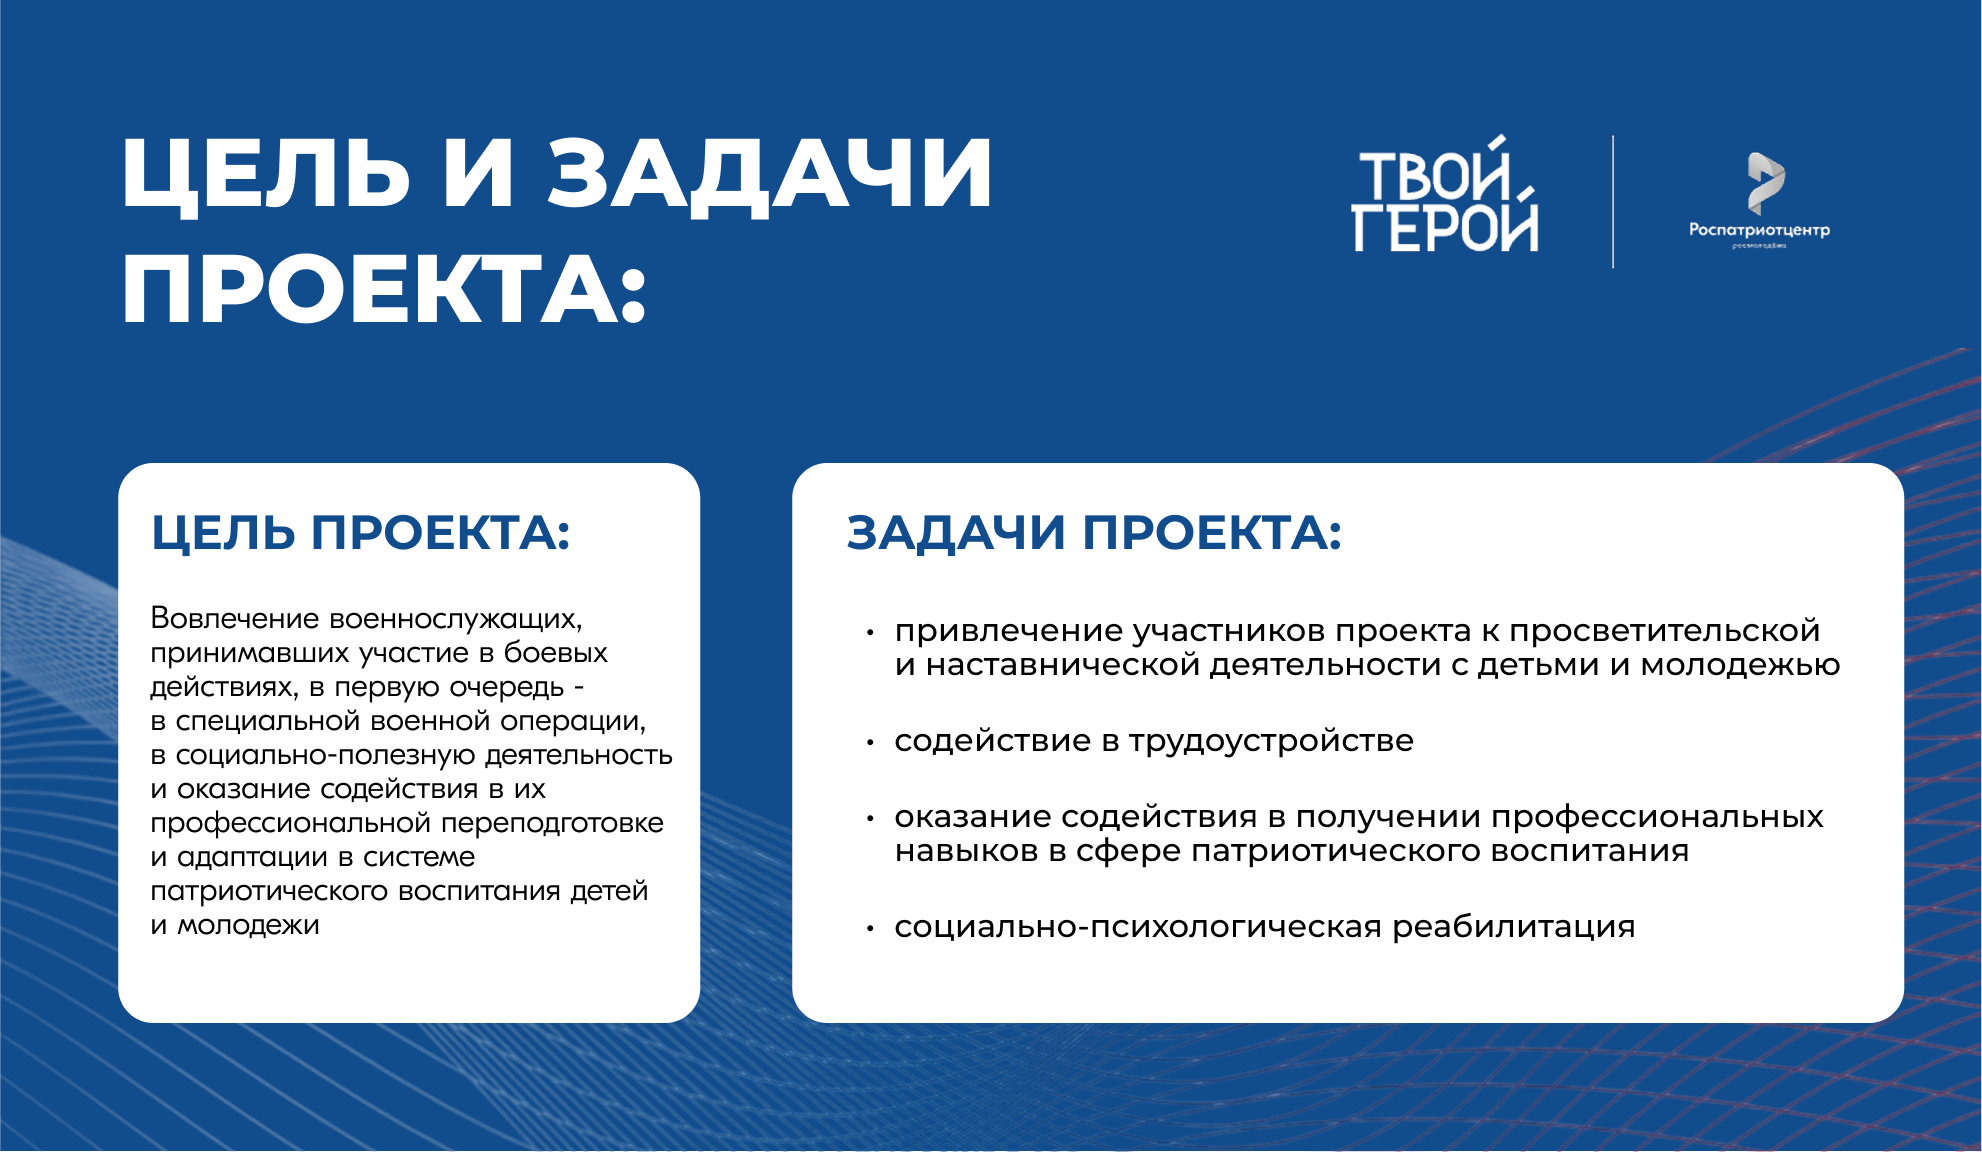 ЦЕЛЬ И ЗАДАЧИ
ПРОЕКТА:
ТВОЙ
ГЕРОЙ
Роспатриотцентр
росмолодёжь
ЦЕЛЬ ПРОЕКТА:
Вовлечение военнослужащих,
принимавших участие в боевых
действиях, в первую очередь -
в специальной военной операции,
в социально-полезную деятельность
и оказание содействия в их
профессиональной переподготовке
и адаптации в системе
патриотического воспитания детей
и молодежи
ЗАДАЧИ ПРОЕКТА:
• привлечение участников проекта к просветительской
и наставнической деятельности с детьми и молодежью
• содействие в трудоустройстве
• оказание содействия в получении профессиональных
навыков в сфере патриотического воспитания
• социально-психологическая реабилитация